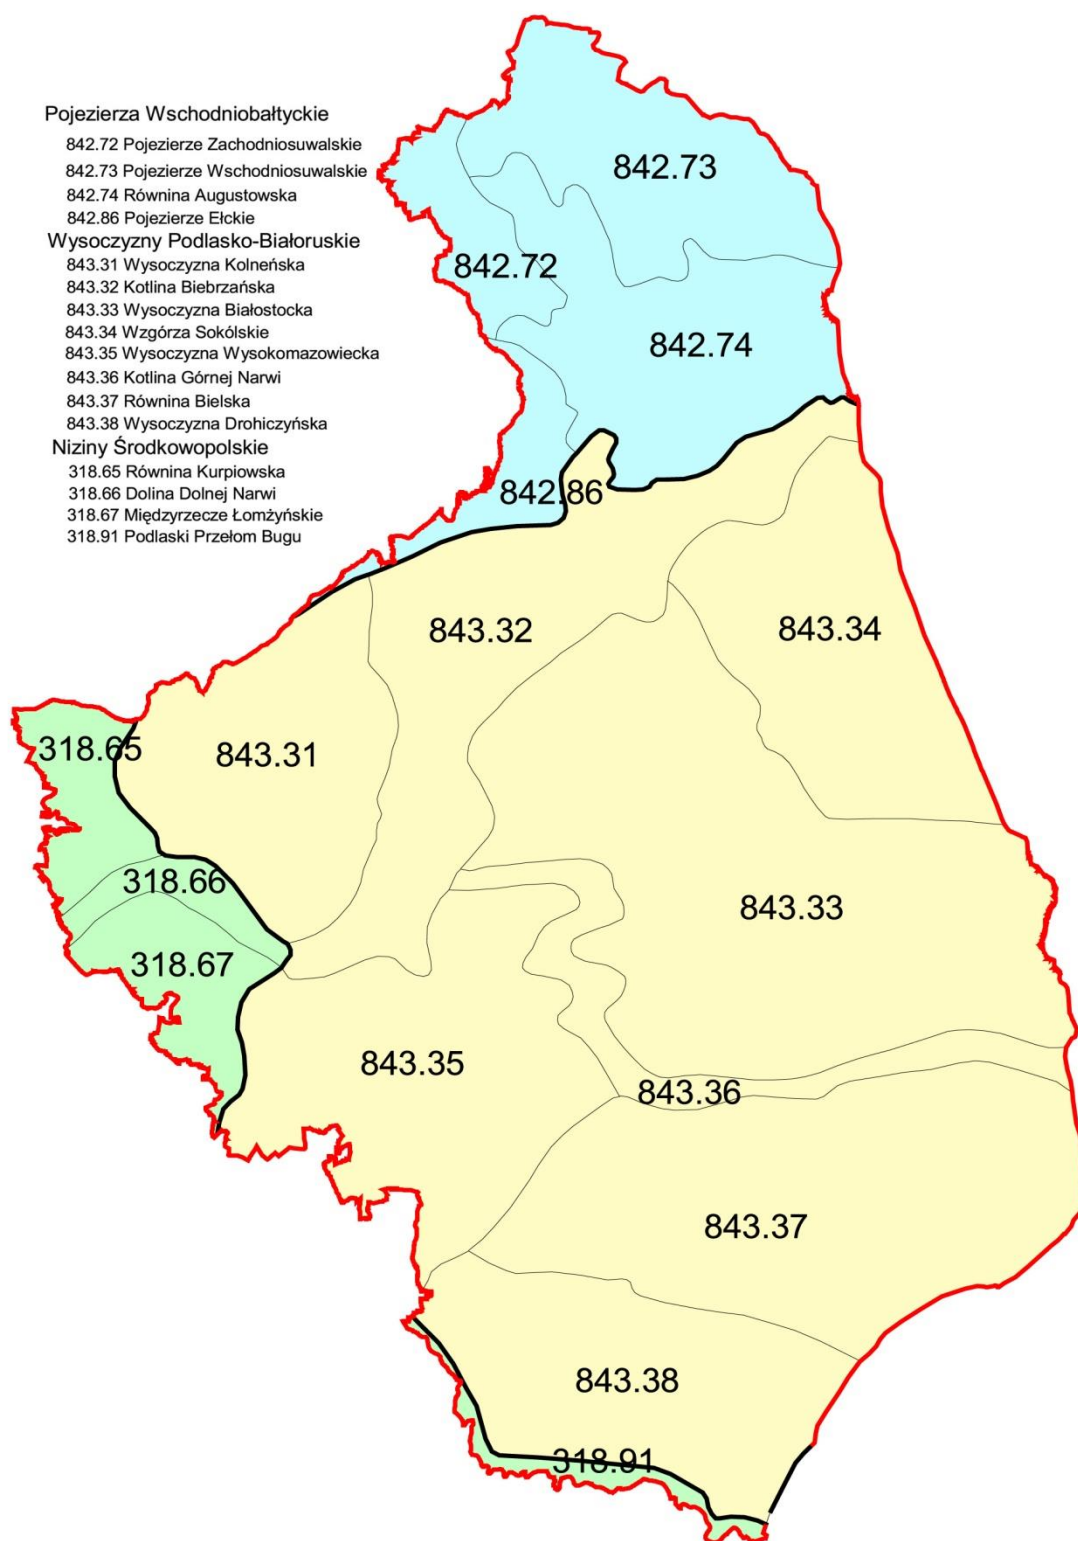 Pojezierza Wschodniobałtyckie
842.72 Pojezierze Zachodniosuwalskie
842.73 Pojezierze Wschodniosuwalskie
842.74 Równina Augustowska
842.86 Pojezierze Ełckie
Wysoczyzny Podlasko-Białoruskie
843.31 Wysoczyzna Kolneńska
843.32 Kotlina Biebrzańska
843.33 Wysoczyzna Białostocka
843.34 Wzgórza Sokólskie
843.35 Wysoczyzna Wysokomazowiecka
843.36 Kotlina Górnej Narwi
843.37 Równina Bielska
843.38 Wysoczyzna Drohiczyńska
Niziny Środkowopolskie
318.65 Równina Kurpiowska
318.66 Dolina Dolnej Narwi
318.67 Międzyrzecze Łomżyńskie
318.91 Podlaski Przełom Bugu
842.73
842.72
842.74
842.86
843.32
843.34
318.65
843.31
318.66
843.33
318.67
843.35
843.36
843.37
843.38
318.91